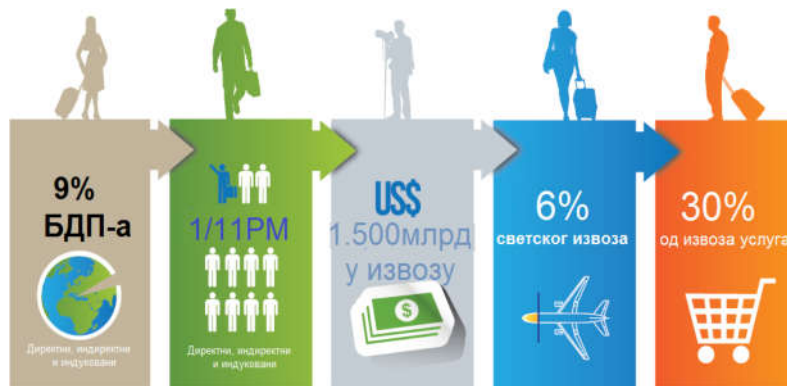 9%
БДП-а
Директни, индиректни
и индуковани
1/11РМ
Директни, индиректни
и индуковани
US$
1.500млрд
у извозу
$
6%
светског извоза
30%
од извоза услуга